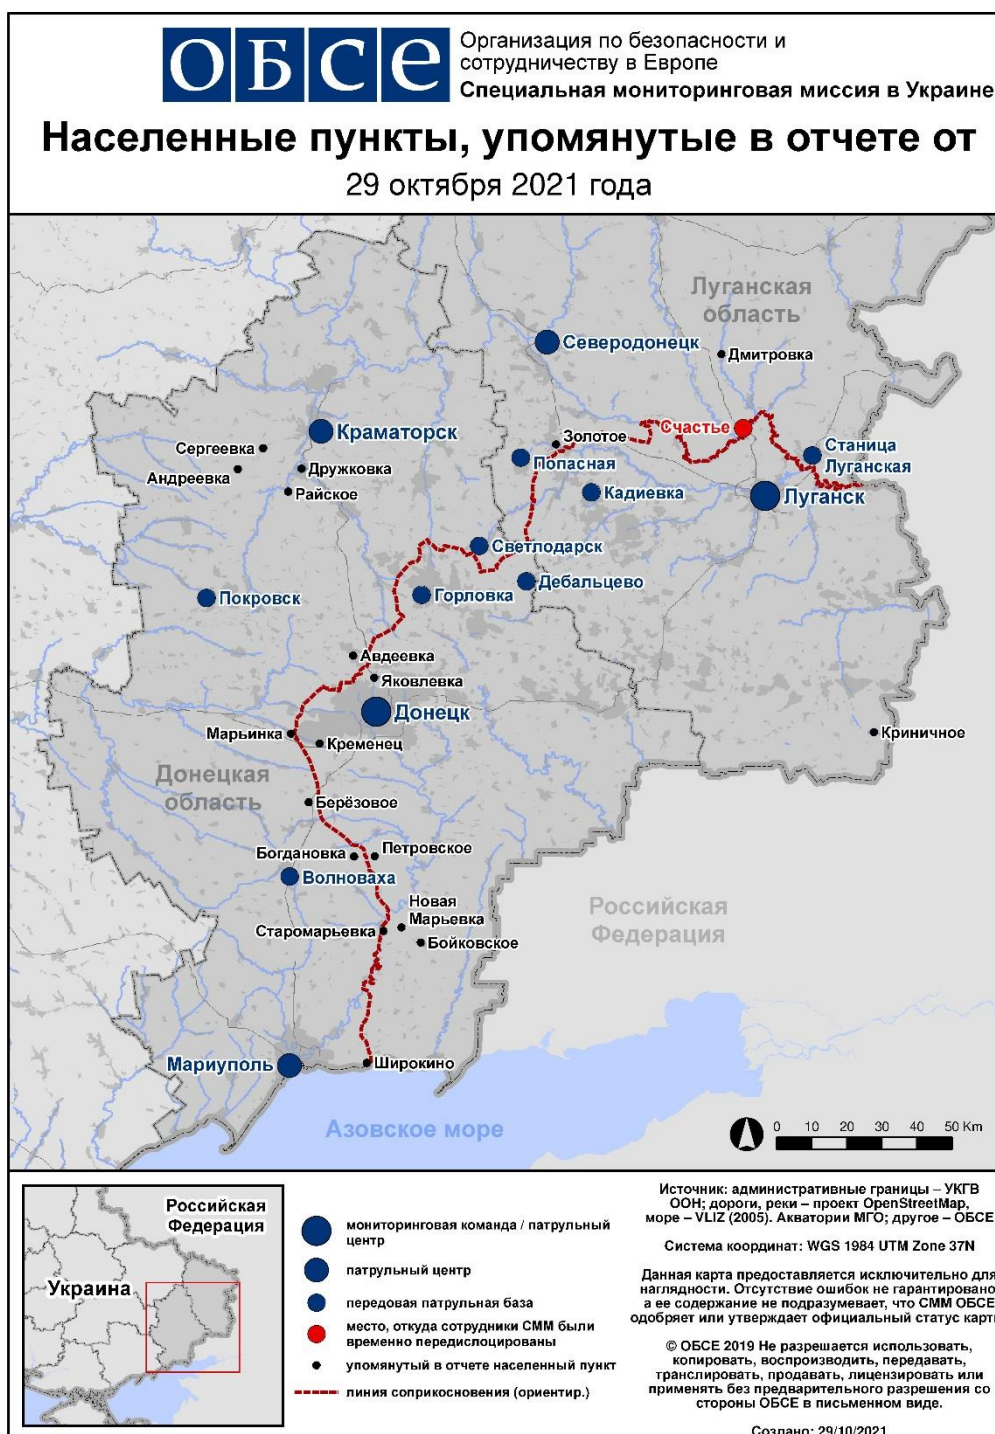 ОБСЕ
Организация по безопасности и
сотрудничеству в Европе
Специальная мониторинговая миссия в Украине
Населенные пункты, упомянутые в отчете от
29 октября 2021 года
Луганская
область
Северодонецк
Дмитровка
Краматорск
Счастье
Золотое
Сергеевка
Станица
Луганская
Попасная
Андреевка
Дружковка
Райское
Кадиевка
Луганск
Светлодарск
Дебальцево
Горловка
Покровск
Авдеевка
Яковлевка
Донецк
Марьинка
Кременец
Криничное
Донецкая
область
Берёзовое
Богдановка
Петровское
Волноваха
Новая
Марьевка
Российская
Федерация
Старомарьевка
Бойковское
Мариуполь
Широкино
Азовское море
0 10 20 30 40 50 Km
Российская
Федерация
Украина
мониторинговая команда / патрульный
центр
патрульный центр
передовая патрульная база
место, откуда сотрудники СММ были
временно передислоцированы
упомянутый в отчете населенный пункт
линия соприкосновения (ориентир.)
Источник: административные границы – УКГВ
ООН; дороги, реки – проект OpenStreetMap,
море – VLIZ (2005). Акватории МГО; другое – ОБСЕ
Система координат: WGS 1984 UTM Zone 37N
Данная карта предоставляется исключительно для
наглядности. Отсутствие ошибок не гарантировано
а ее содержание не подразумевает, что СММ ОБСЕ
одобряет или утверждает официальный статус карт
© ОБСЕ 2019 Не разрешается использовать,
копировать, воспроизводить, передавать,
транслировать, продавать, лицензировать или
применять без предварительного разрешения со
стороны ОБСЕ в письменном виде.
Создано: 29/10/2021